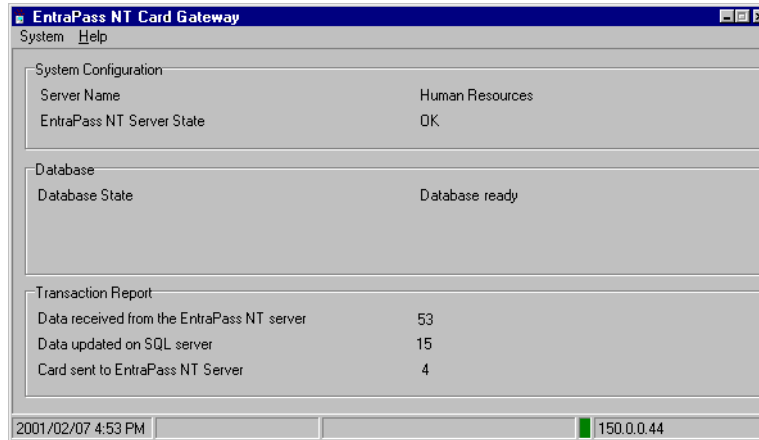 EntraPass NT Card Gateway
System Help
System Configuration
Server Name Human Resources
EntraPass NT Server State OK
Database
Database State Database ready
Transaction Report
Data received from the EntraPass NT server 53
Data updated on SQL server 15
Card sent to EntraPass NT Server 4
2001/02/07 4:53 PM 150.0.0.44